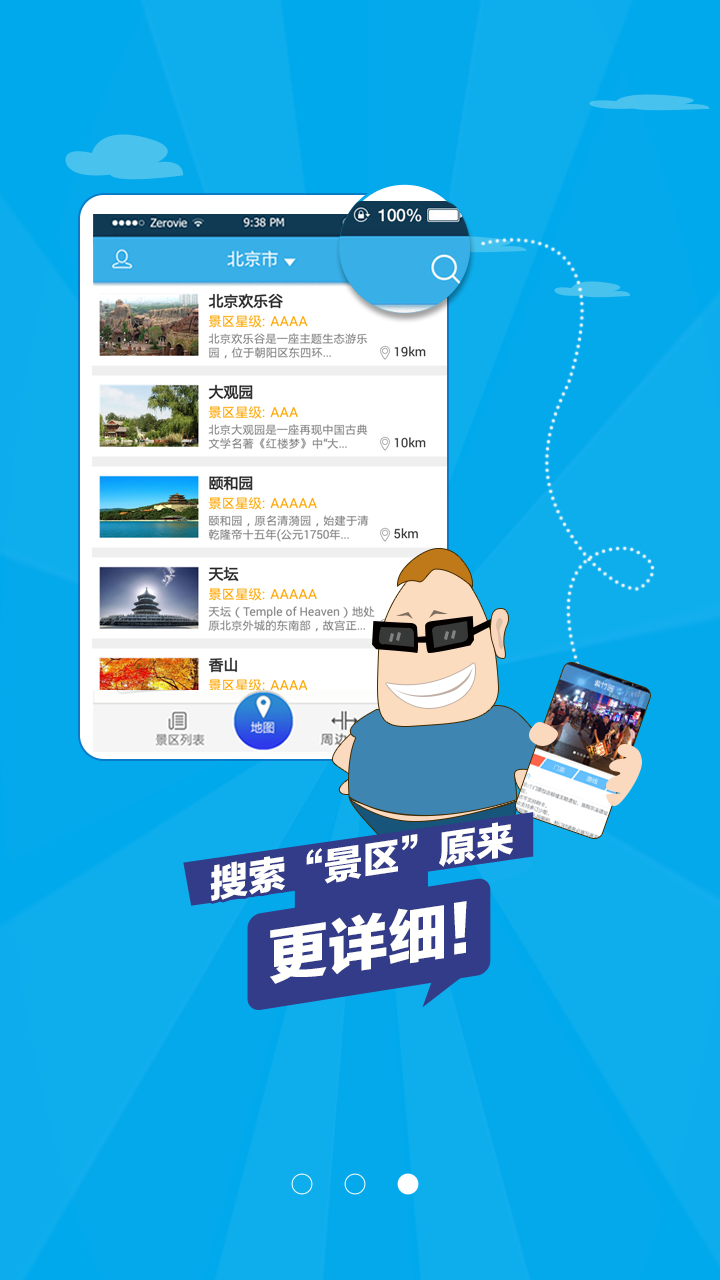 Zerovie
9:38 PM
100%
北京市
北京欢乐谷
景区星级: AAAA
北京欢乐谷是一座主题生态游乐
园，位于朝阳区东四环...
19km
大观园
景区星级: AAA
北京大观园是一座再现中国古典
文学名著《红楼梦》中“大...
10km
颐和园
景区星级: AAAAA
颐和园，原名清漪园，始建于清
乾隆帝十五年(公元1750年...
5km
天坛
景区星级: AAAAA
天坛（Temple of Heaven）地处
原北京外城的东南部，故宫正...
香山
景区星级: AAAA
景区列表
地图
周边
门票
搜索“景区”原来
更详细!